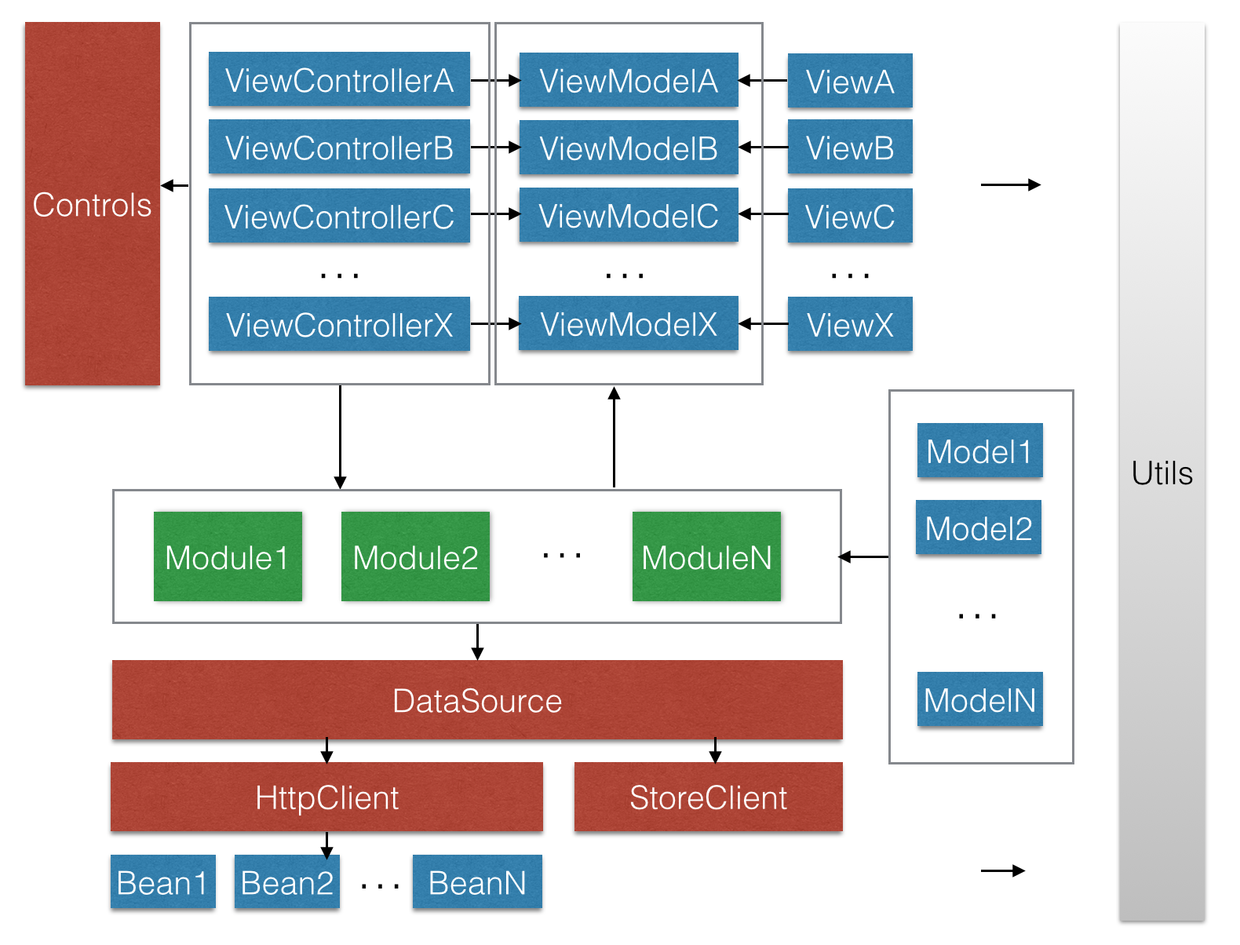 Controls
ViewControllerA
ViewModelA
ViewA
ViewControllerB
ViewModelB
ViewB
ViewControllerC
ViewModelC
ViewC
...
...
...
ViewControllerX
ViewModelX
ViewX
Model1
Model2
...
ModelN
Utils
Module1
Module2
...
ModuleN
DataSource
HttpClient
StoreClient
Bean1
Bean2
...
BeanN